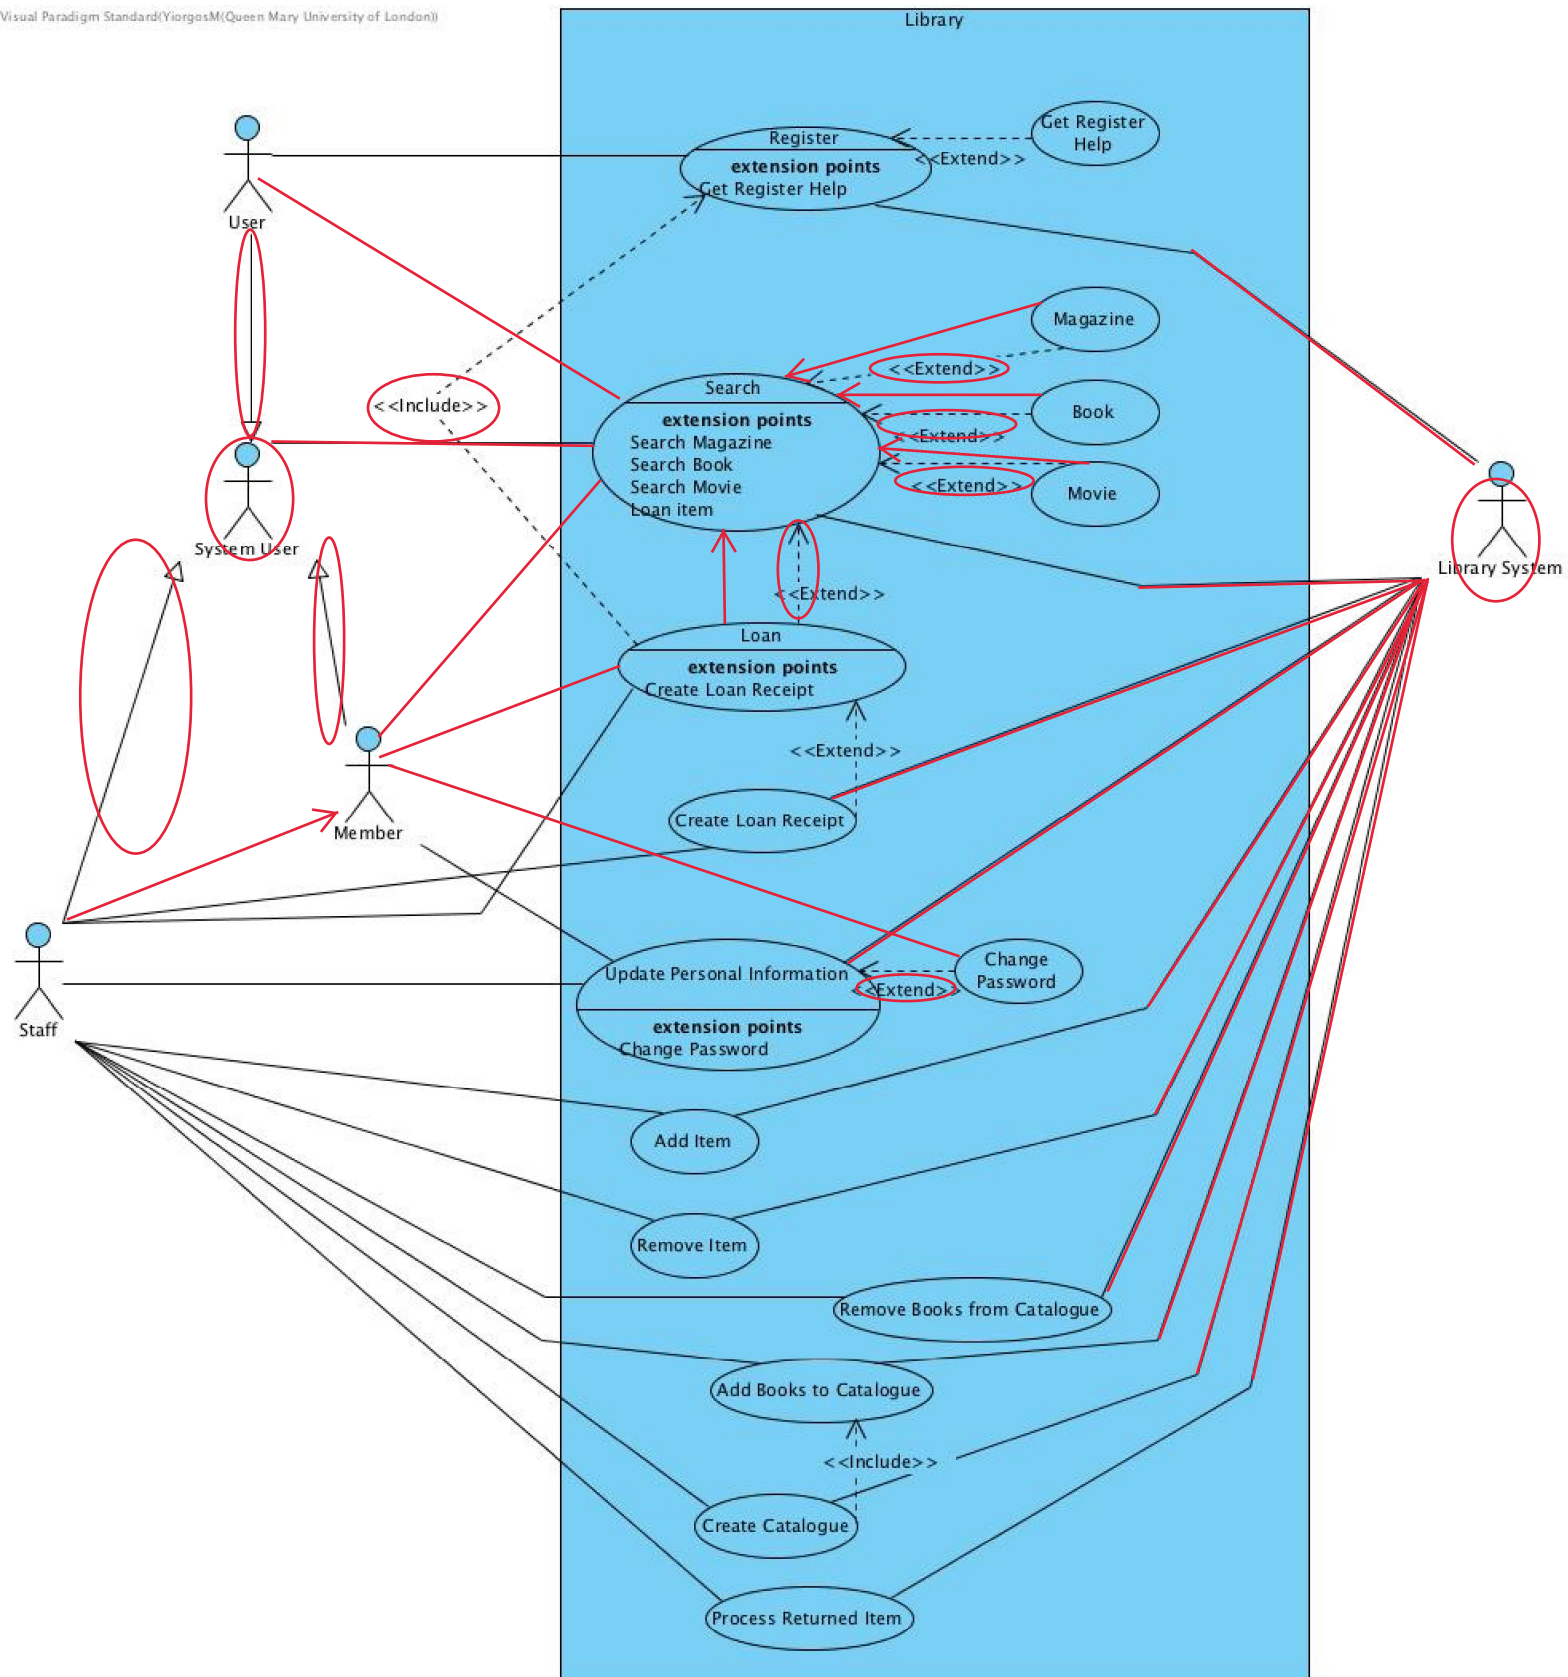 Visual Paradigm Standard(YiorgosM(Queen Mary University of London))
Library
User
Register
extension points
Get Register Help
<<Extend>>
Get Register
Help
<<Include>>
Search
extension points
Search Magazine
Search Book
Search Movie
Loan item
<<Extend>>
Magazine
<<Extend>>
Book
<<Extend>>
Movie
System User
Library System
<<Extend>>
Loan
extension points
Create Loan Receipt
<<Extend>>
Member
Create Loan Receipt
Staff
Update Personal Information
extension points
Change Password
<<Extend>>
Change
Password
Add Item
Remove Item
Remove Books from Catalogue
Add Books to Catalogue
<<Include>>
Create Catalogue
Process Returned Item